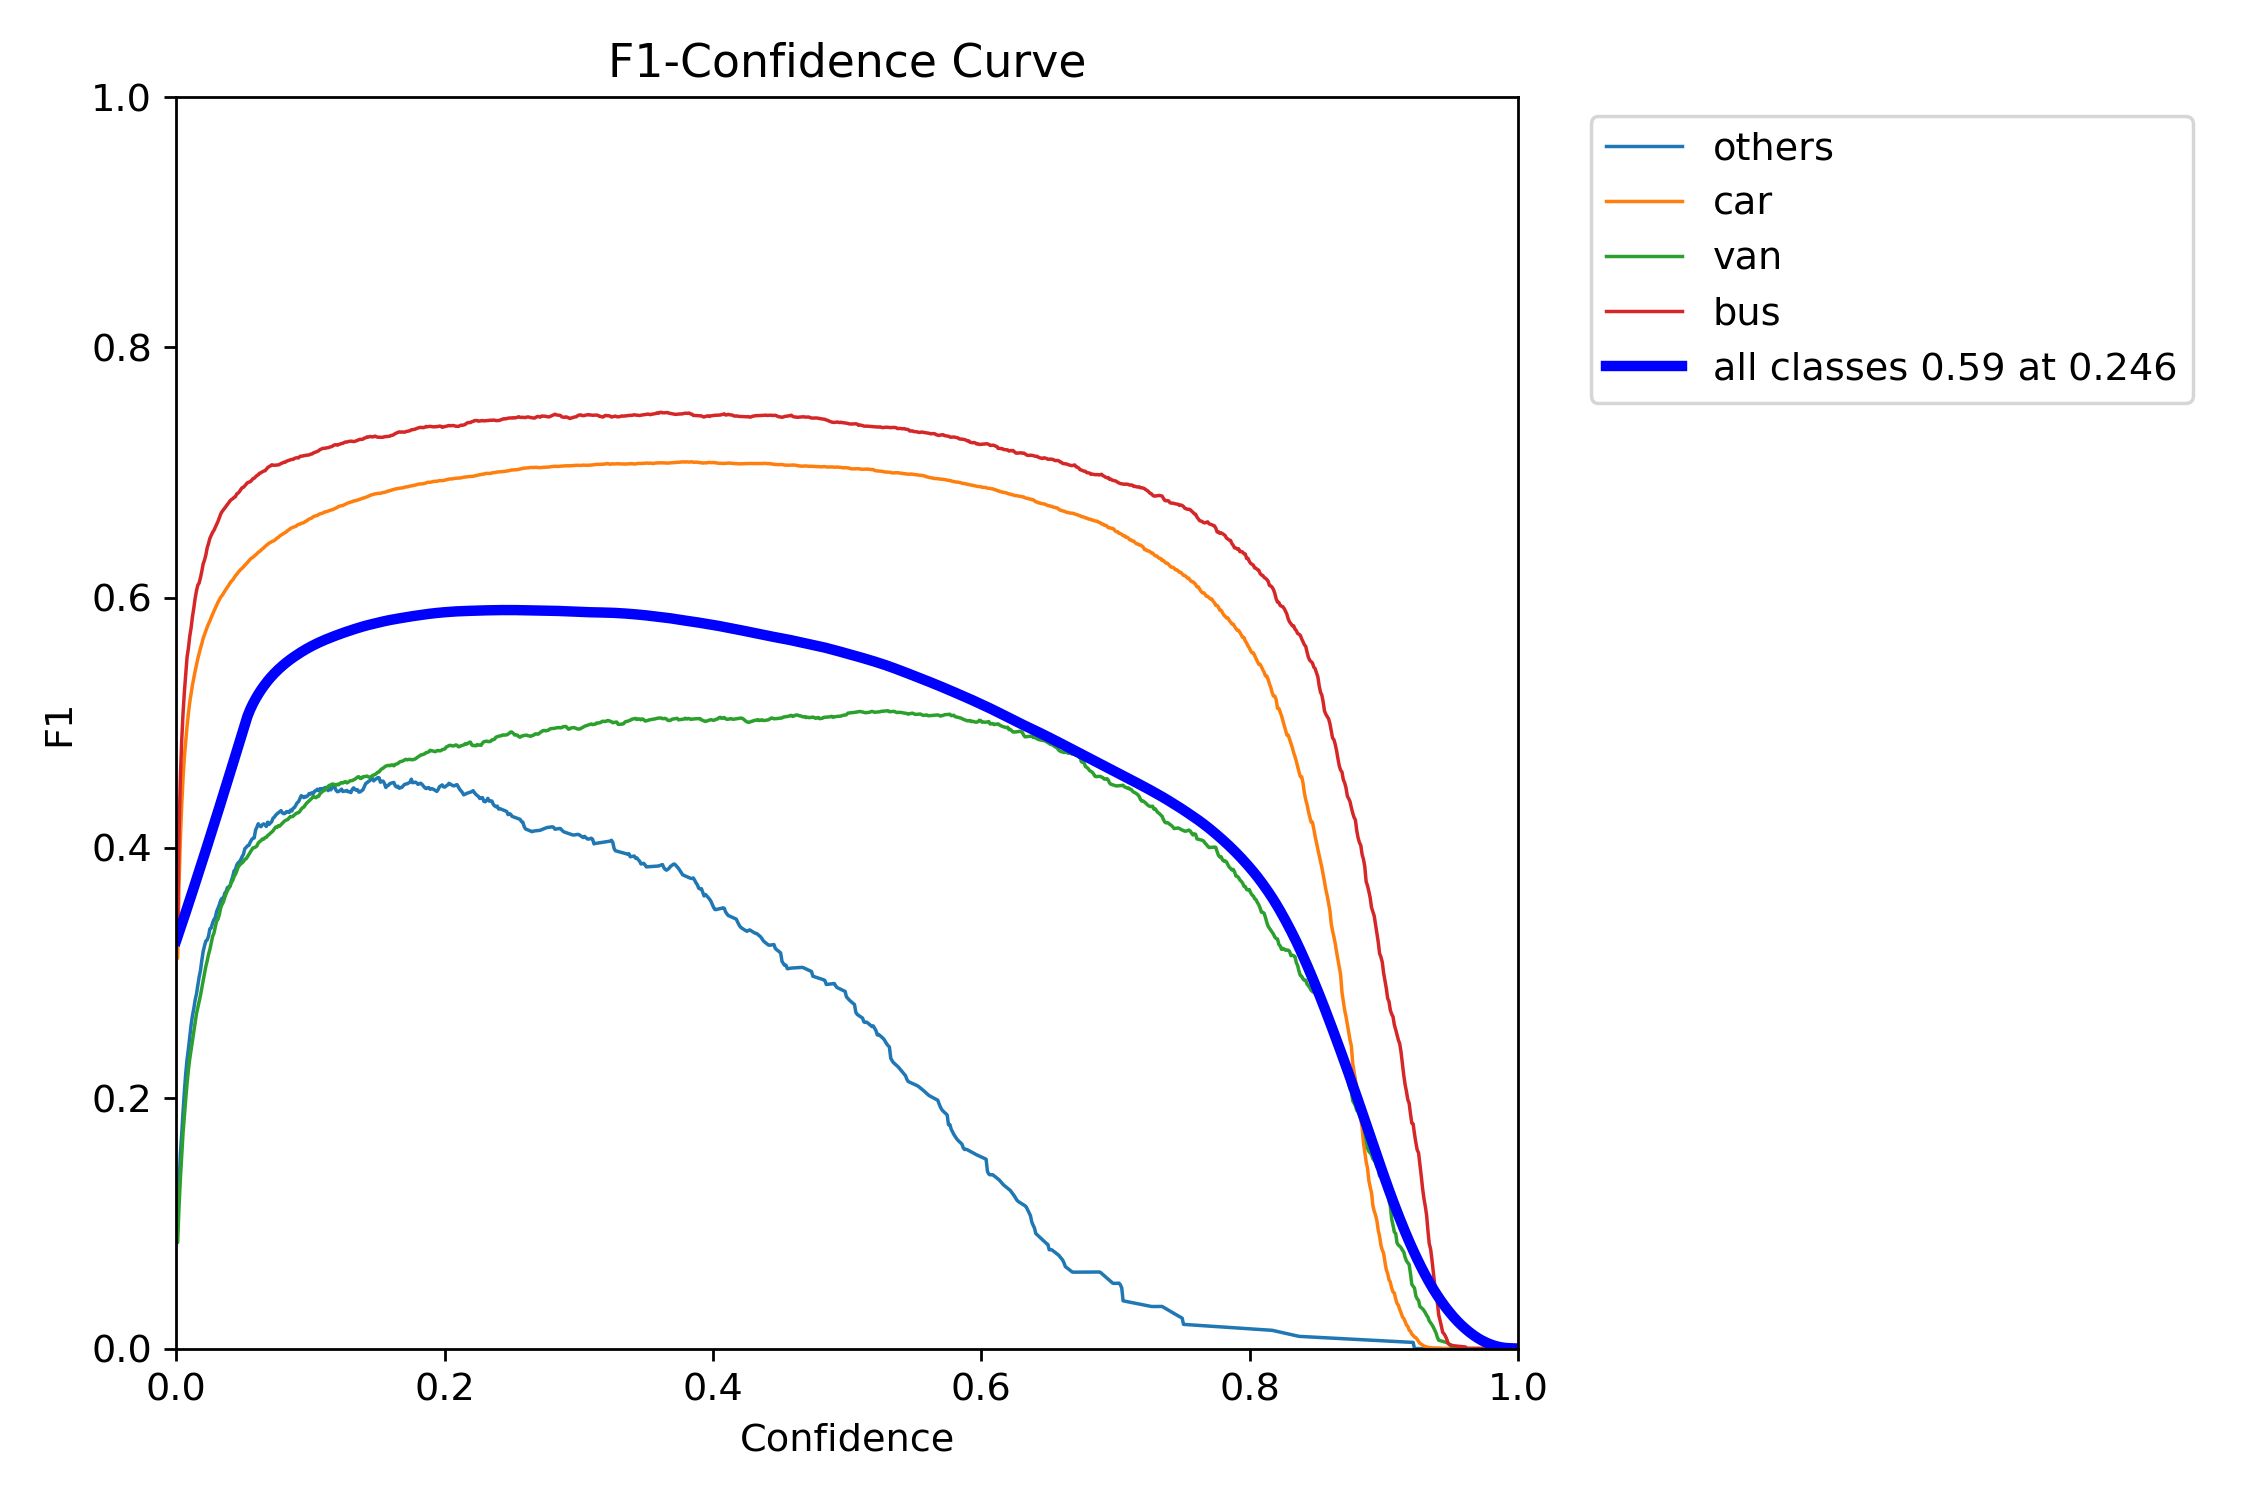 F1-Confidence Curve
1.0
0.8
0.6
0.4
0.2
0.0
F1
0.0 0.2 0.4 0.6 0.8 1.0
Confidence
others
car
van
bus
all classes 0.59 at 0.246